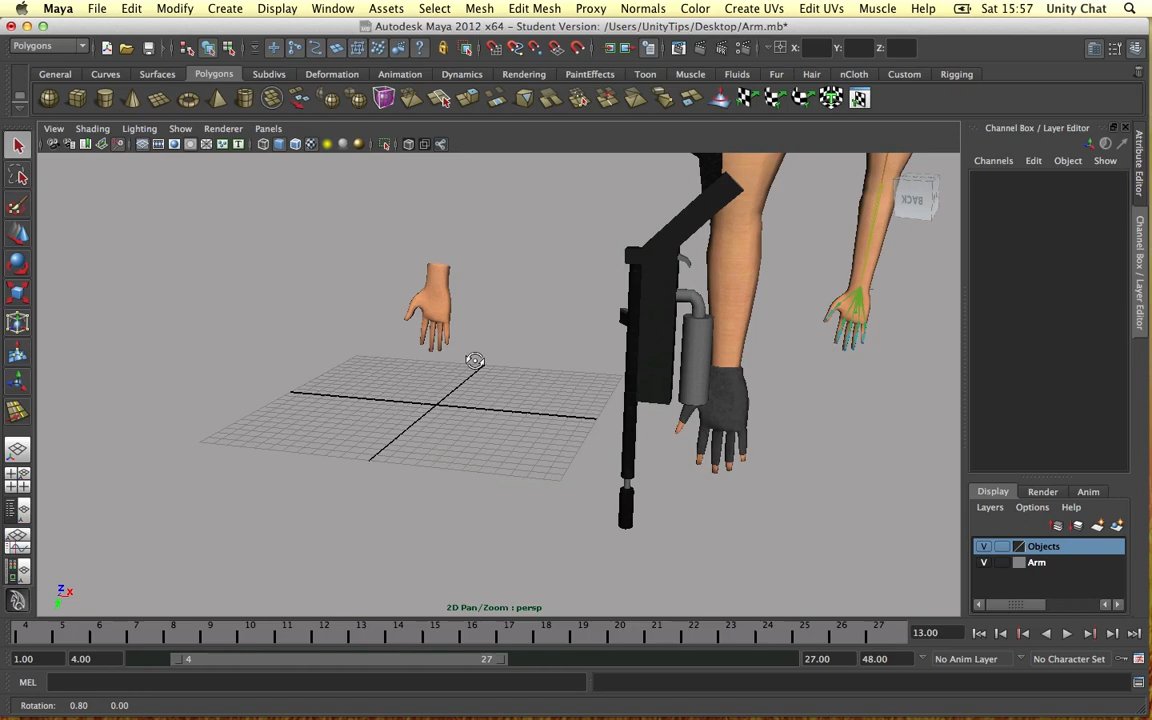 Maya File Edit Modify Create Display Window Assets Select Mesh Edit Mesh Proxy Normals Color Create UVs Edit UVs Muscle Help Sat 15:57 Unity Chat
Autodesk Maya 2012 x64 - Student Version: /Users/UnityTips/Desktop/Arm.mb*
Polygons X: Y: Z:
General Curves Surfaces Polygons Subdivs Deformation Animation Dynamics Rendering PaintEffects Toon Muscle Fluids Fur Hair nCloth Custom Rigging
View Shading Lighting Show Renderer Panels
Channel Box / Layer Editor
Channels Edit Object Show
Attribute Editor
Channel Box / Layer Editor
BACK
Display Render Anim
Layers Options Help
V Objects
V Arm
z x
y
2D Pan/Zoom : persp
4 5 6 7 8 9 10 11 12 13 14 15 16 17 18 19 20 21 22 23 24 25 26 27 13.00
1.00 4.00 4 27 27.00 48.00 No Anim Layer No Character Set
MEL
Rotation: 0.80 0.00